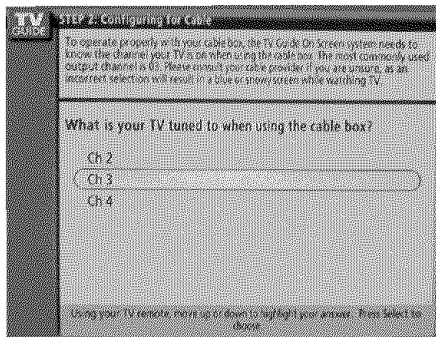 TV
GUIDE
STEP 2: Configuring for Cable
To operate properly with your cable box, the TV Guide On Screen system needs to
know the channel your TV is on when using the cable box. The most commonly used
output channel is 03. Please consult your cable provider if you are unsure, as an
incorrect selection will result in a blue or snowy screen while watching TV.
What is your TV tuned to when using the cable box?
Ch 2
Ch 3
Ch 4
Using your TV remote, move up or down to highlight your answer. Press Select to
choose